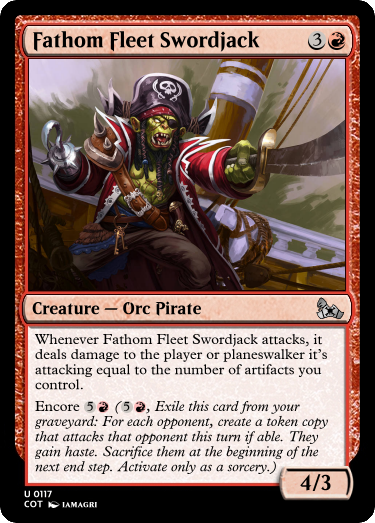 Fathom Fleet Swordjack 3
Creature — Orc Pirate
Whenever Fathom Fleet Swordjack attacks, it
deals damage to the player or planeswalker it's
attacking equal to the number of artifacts you
control.
Encore 5 (5, Exile this card from your
graveyard: For each opponent, create a token copy
that attacks that opponent this turn if able. They
gain haste. Sacrifice them at the beginning of the
next end step. Activate only as a sorcery.)
4/3
U 0117
COT IAMAGRI